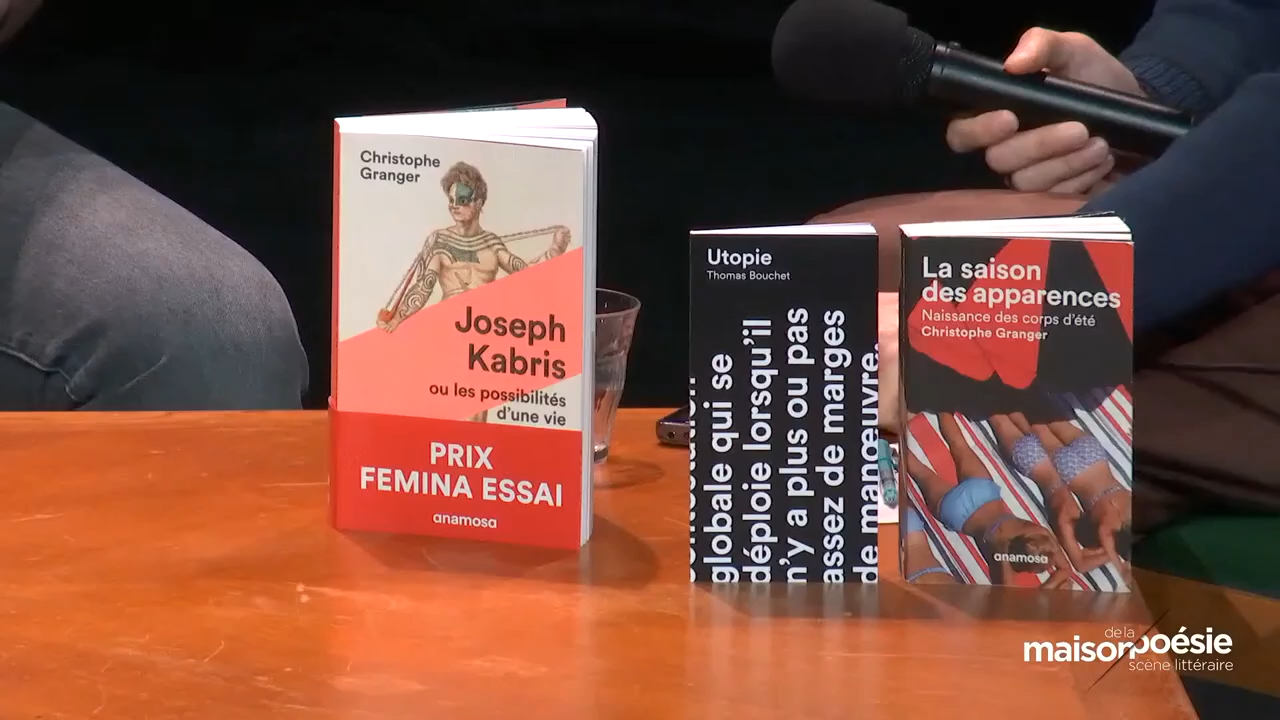 Christophe
Granger
Joseph
Kabris
ou les possibilités
d'une vie
PRIX
FEMINA ESSAI
anamosa
Utopie
Thomas Bouchet
globale qui se
déploie lorsqu'il
n'y a plus ou pas
assez de marges
de manœuvre.
La saison
des apparences
Naissance des corps d'été
Christophe Granger
anamosa
de la
maison poésie
scène littéraire